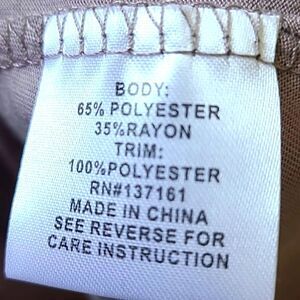 BODY:
65% POLYESTER
35%RAYON
TRIM:
100%POLYESTER
RN#137161
MADE IN CHINA
SEE REVERSE FOR
CARE INSTRUCTION